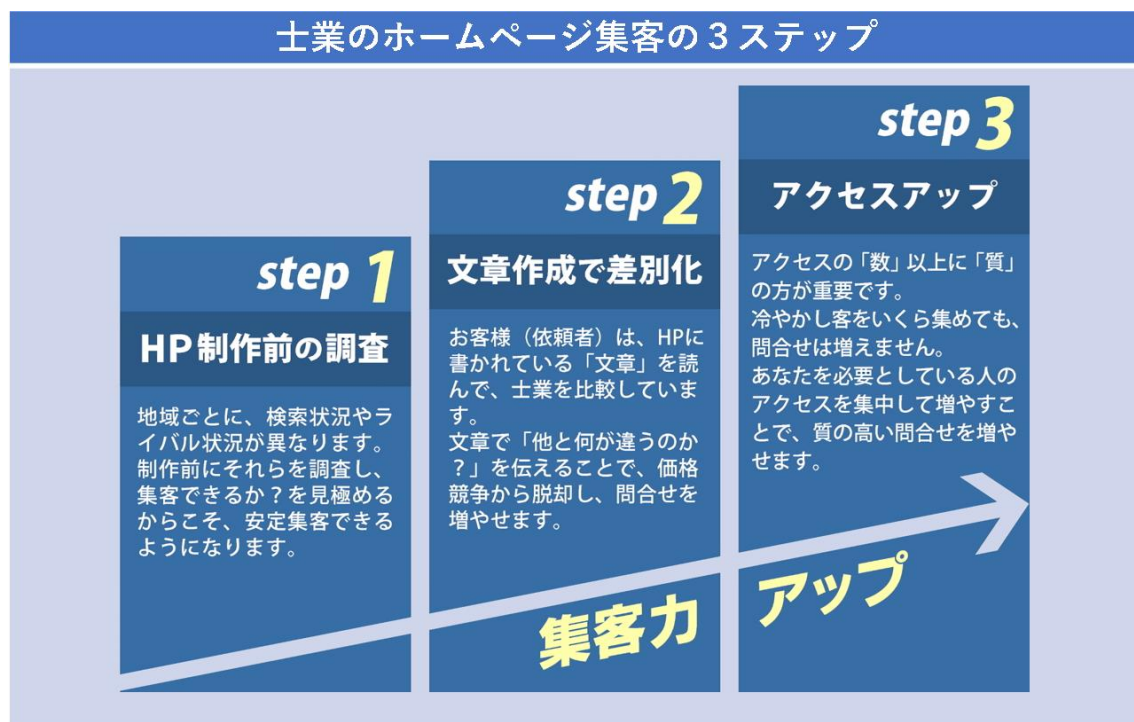 士業のホームページ集客の3ステップ
step 1
HP制作前の調査
地域ごとに、検索状況やラ
イバル状況が異なります。
制作前にそれらを調査し、
集客できるか？を見極める
からこそ、安定集客できる
ようになります。
step 2
文章作成で差別化
お客様（依頼者）は、HPに
書かれている「文章」を読
んで、士業を比較していま
す。
文章で「他と何が違うのか
？」を伝えることで、価格
競争から脱却し、問合せを
増やせます。
step 3
アクセスアップ
アクセスの「数」以上に「質」
の方が重要です。
冷やかし客をいくら集めても、
問合せは増えません。
あなたを必要としている人の
アクセスを集中して増やすこ
とで、質の高い問合せを増や
せます。
集客力アップ